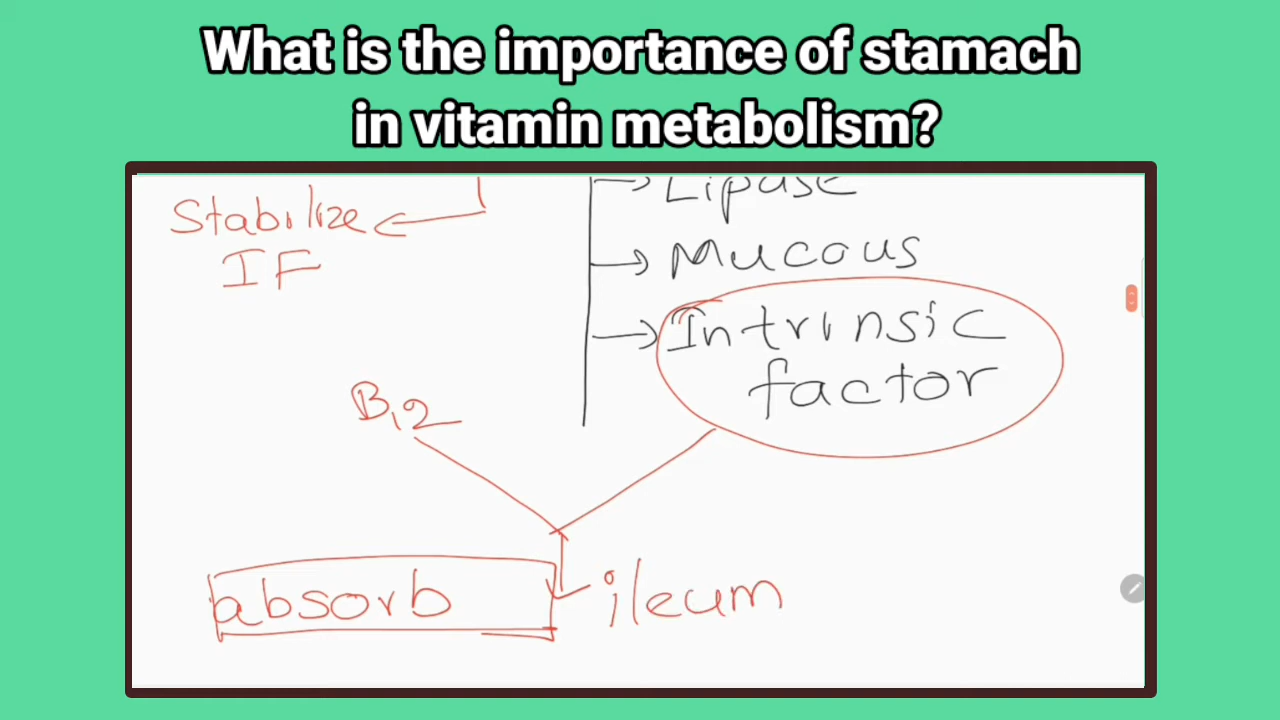 What is the importance of stamach
in vitamin metabolism?
Lipase
Stabilize
IF
Mucous
Intrinsic
factor
B12
absorb
ileum